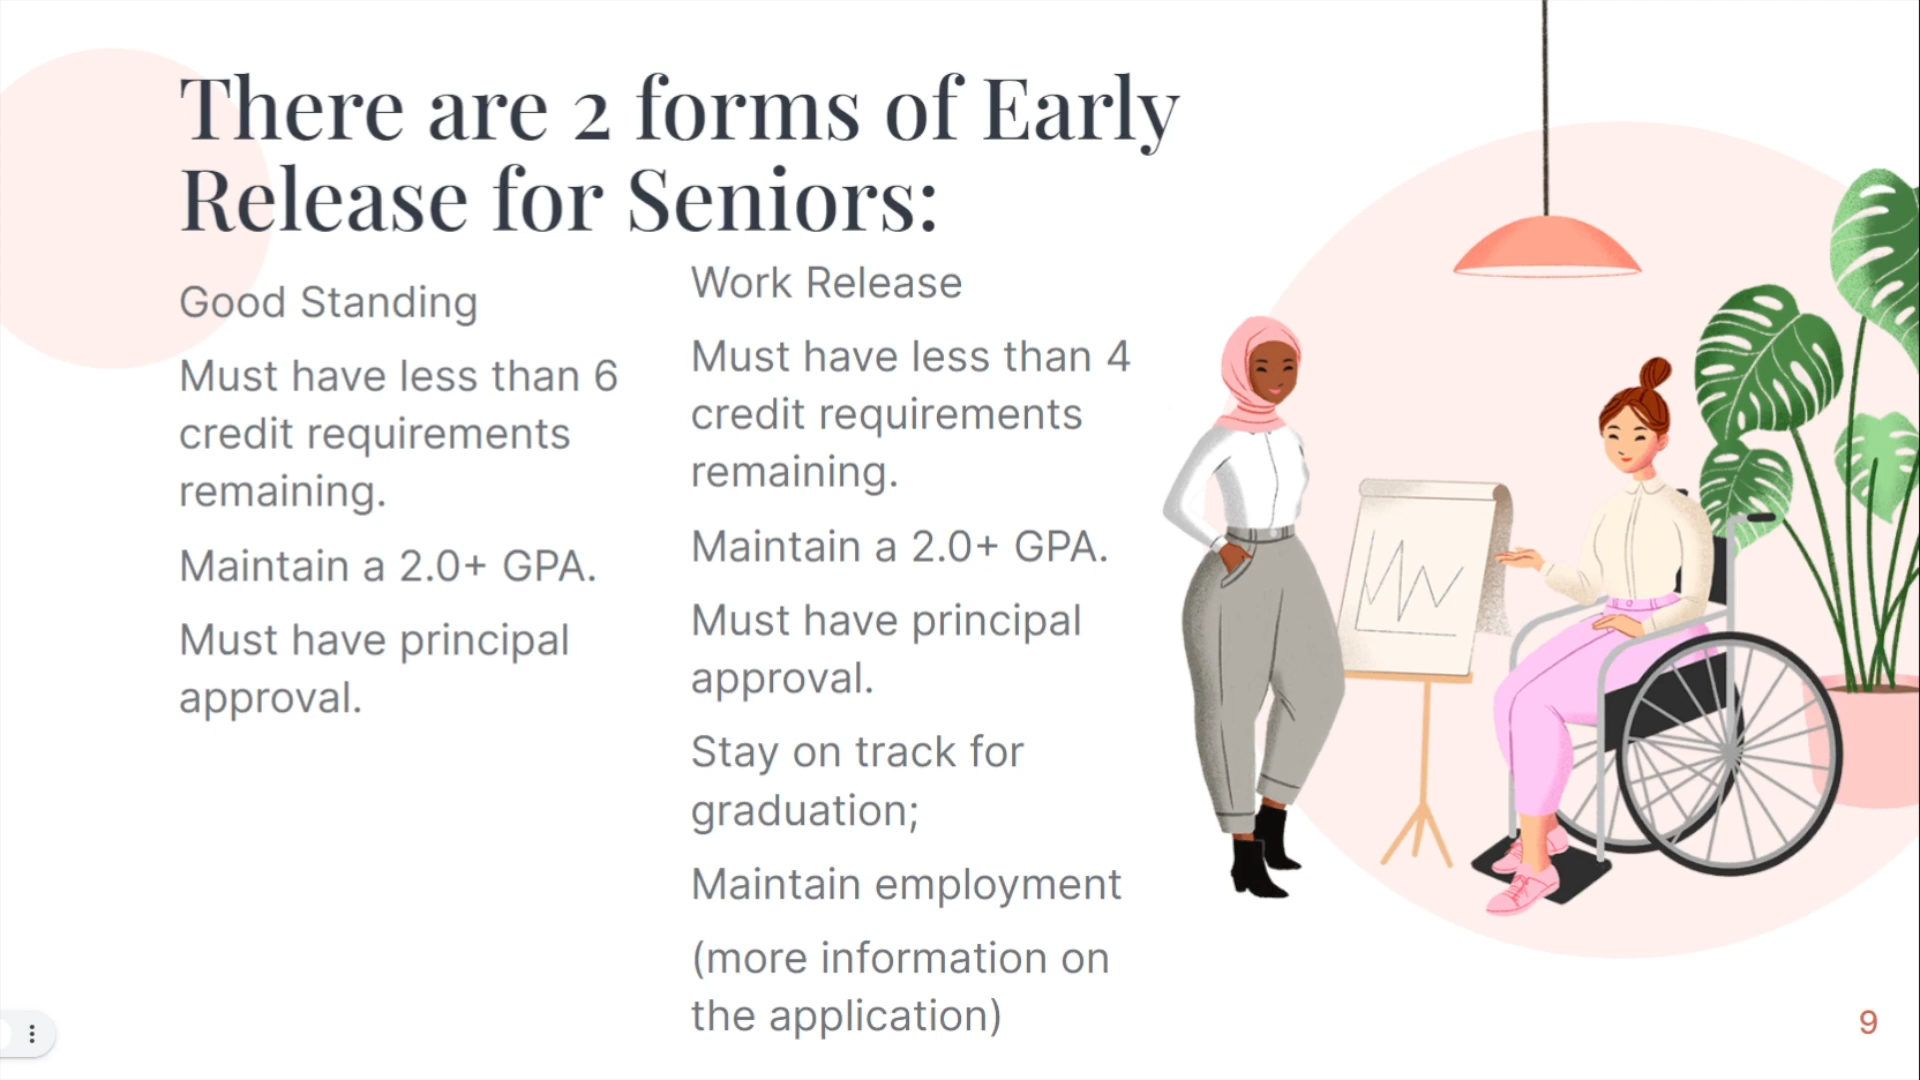 There are 2 forms of Early
Release for Seniors:
Good Standing
Must have less than 6
credit requirements
remaining.
Maintain a 2.0+ GPA.
Must have principal
approval.
Work Release
Must have less than 4
credit requirements
remaining.
Maintain a 2.0+ GPA.
Must have principal
approval.
Stay on track for
graduation;
Maintain employment
(more information on
the application)
9